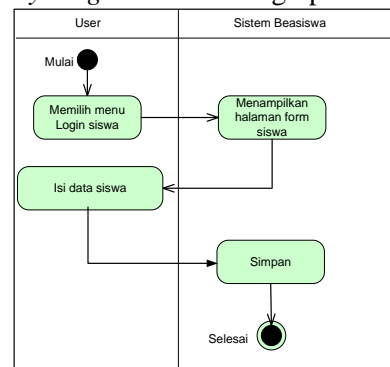 User
Sistem Beasiswa
Mulai
Memilih menu
Login siswa
Menampilkan
halaman form
siswa
Isi data siswa
Simpan
Selesai